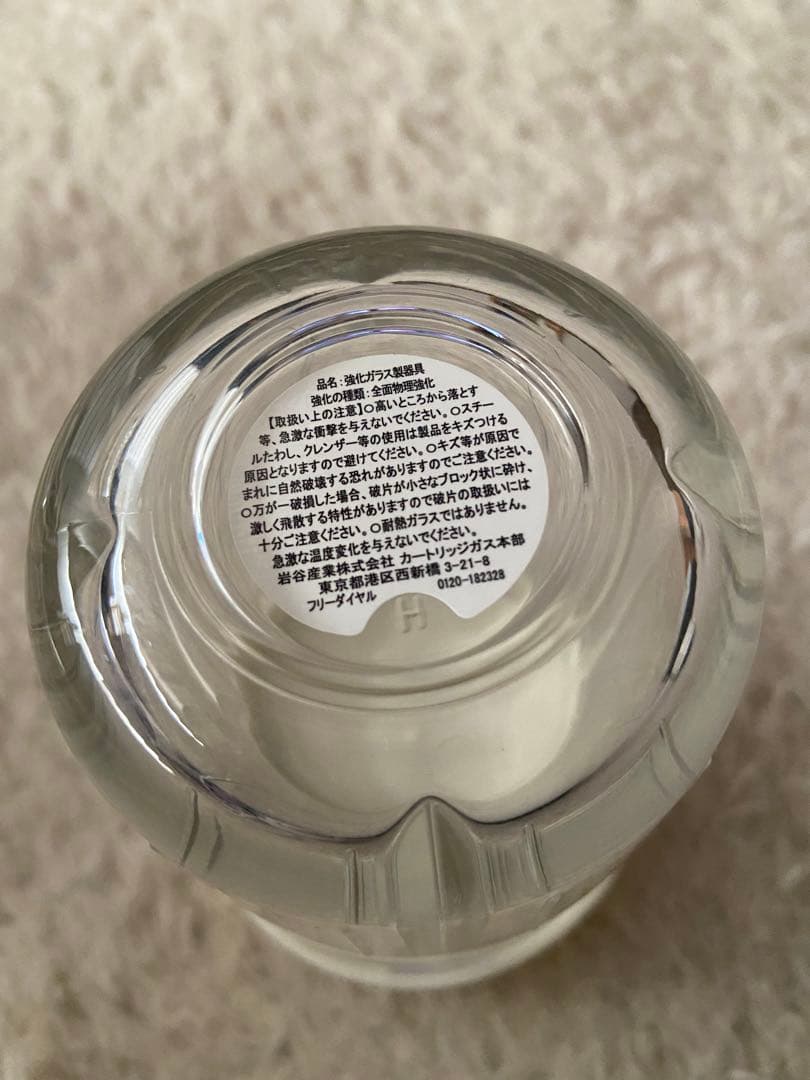 品名：強化ガラス製器具
強化の種類：全面物理強化
【取扱い上の注意】○高いところから落とす
等、急激な衝撃を与えないでください。○スチー
ルたわし、クレンザー等の使用は製品をキズつける
原因となりますので避けてください。○キズ等が原因で
まれに自然破壊する恐れがありますのでご注意ください。
○万が一破損した場合、破片が小さなブロック状に砕け、
激しく飛散する特性がありますので破片の取扱いには
十分ご注意ください。○耐熱ガラスではありません。
急激な温度変化を与えないでください。
岩谷産業株式会社 カートリッジガス本部
東京都港区西新橋 3-21-8
フリーダイヤル 0120-182328
H